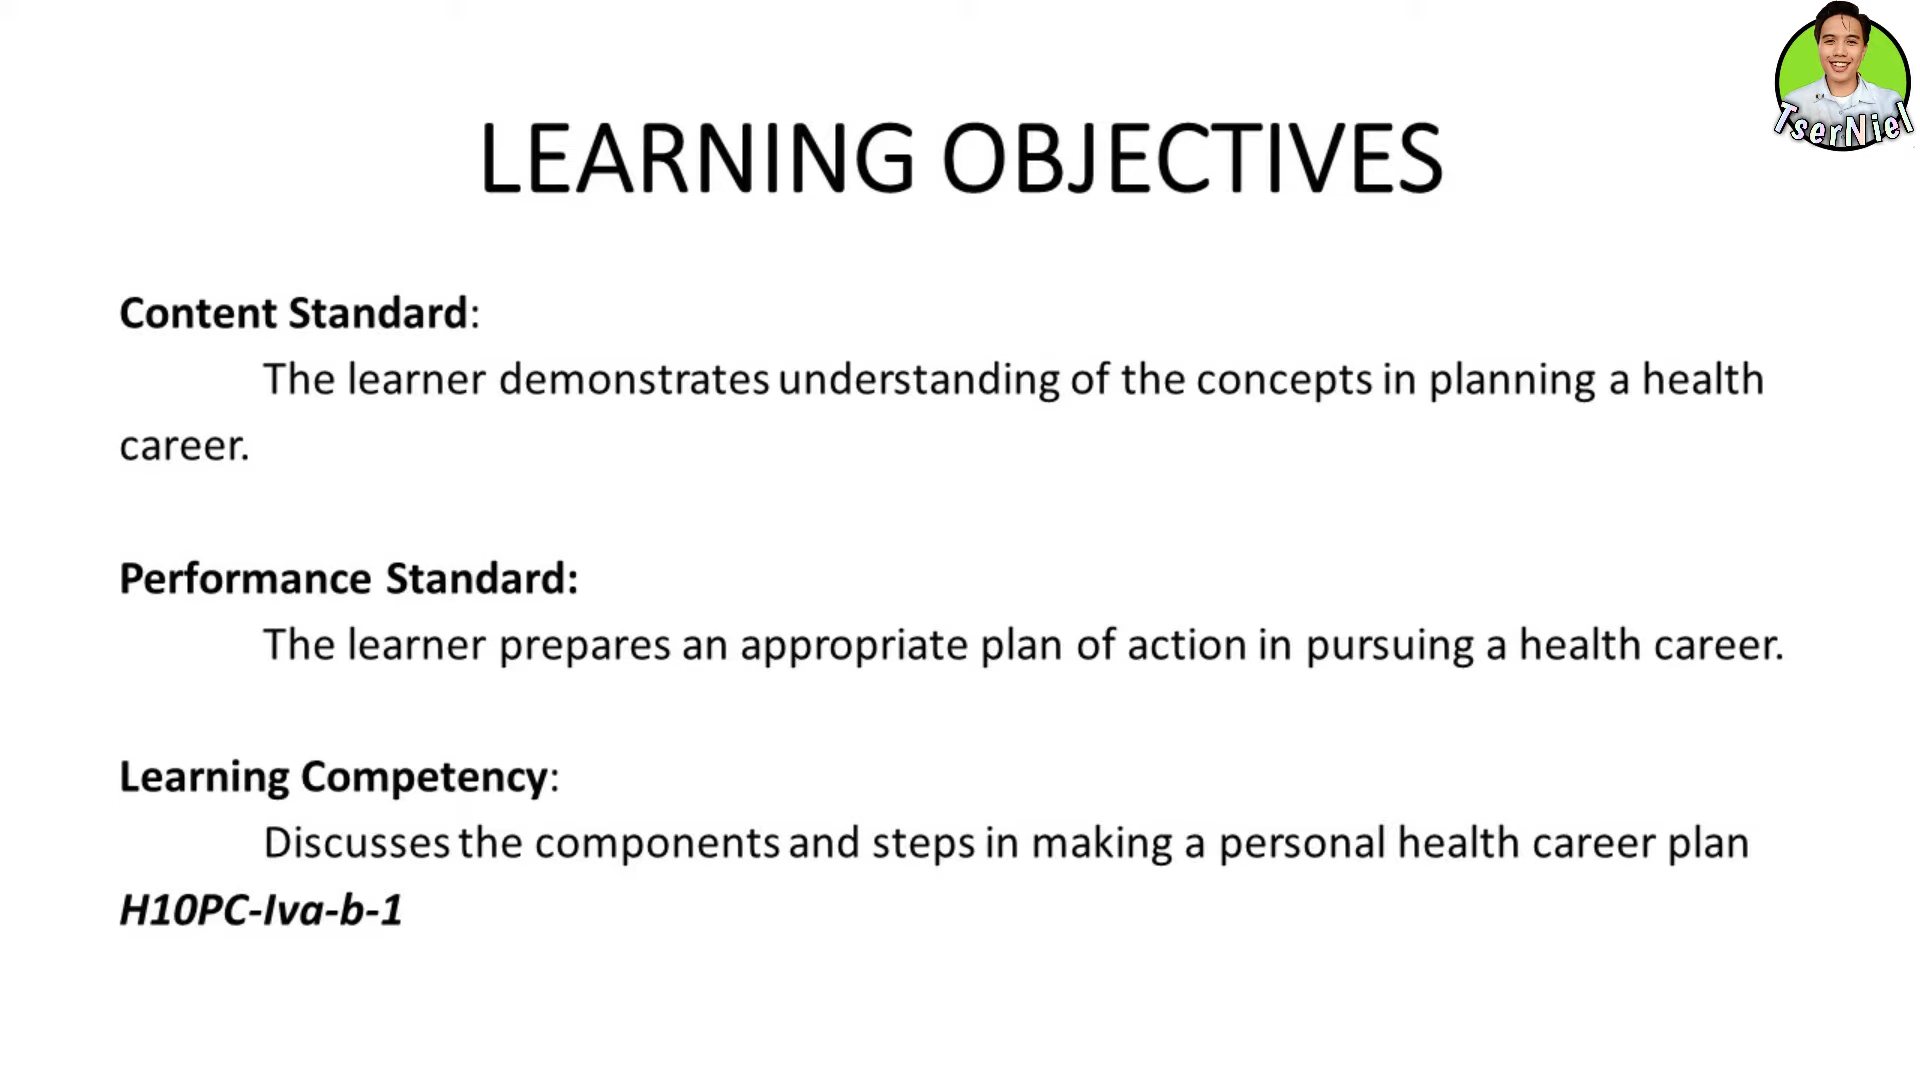 TserNiel
LEARNING OBJECTIVES
Content Standard:
The learner demonstrates understanding of the concepts in planning a health
career.
Performance Standard:
The learner prepares an appropriate plan of action in pursuing a health career.
Learning Competency:
Discusses the components and steps in making a personal health career plan
H10PC-Iva-b-1